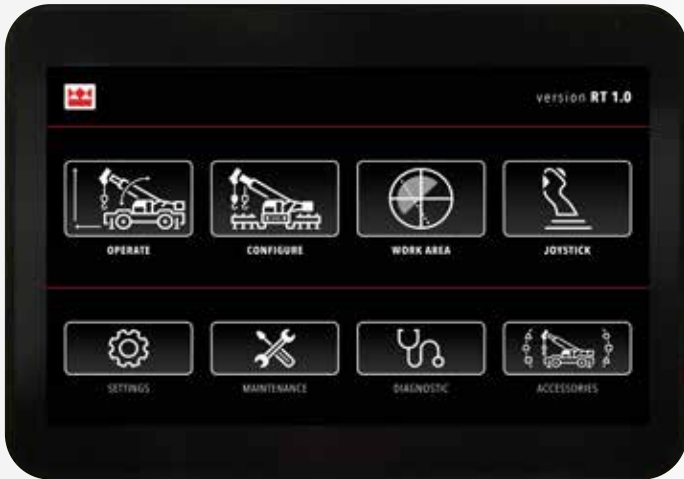 version RT 1.0
OPERATE CONFIGURE WORK AREA JOYSTICK
SETTINGS MAINTENANCE DIAGNOSTIC ACCESSORIES